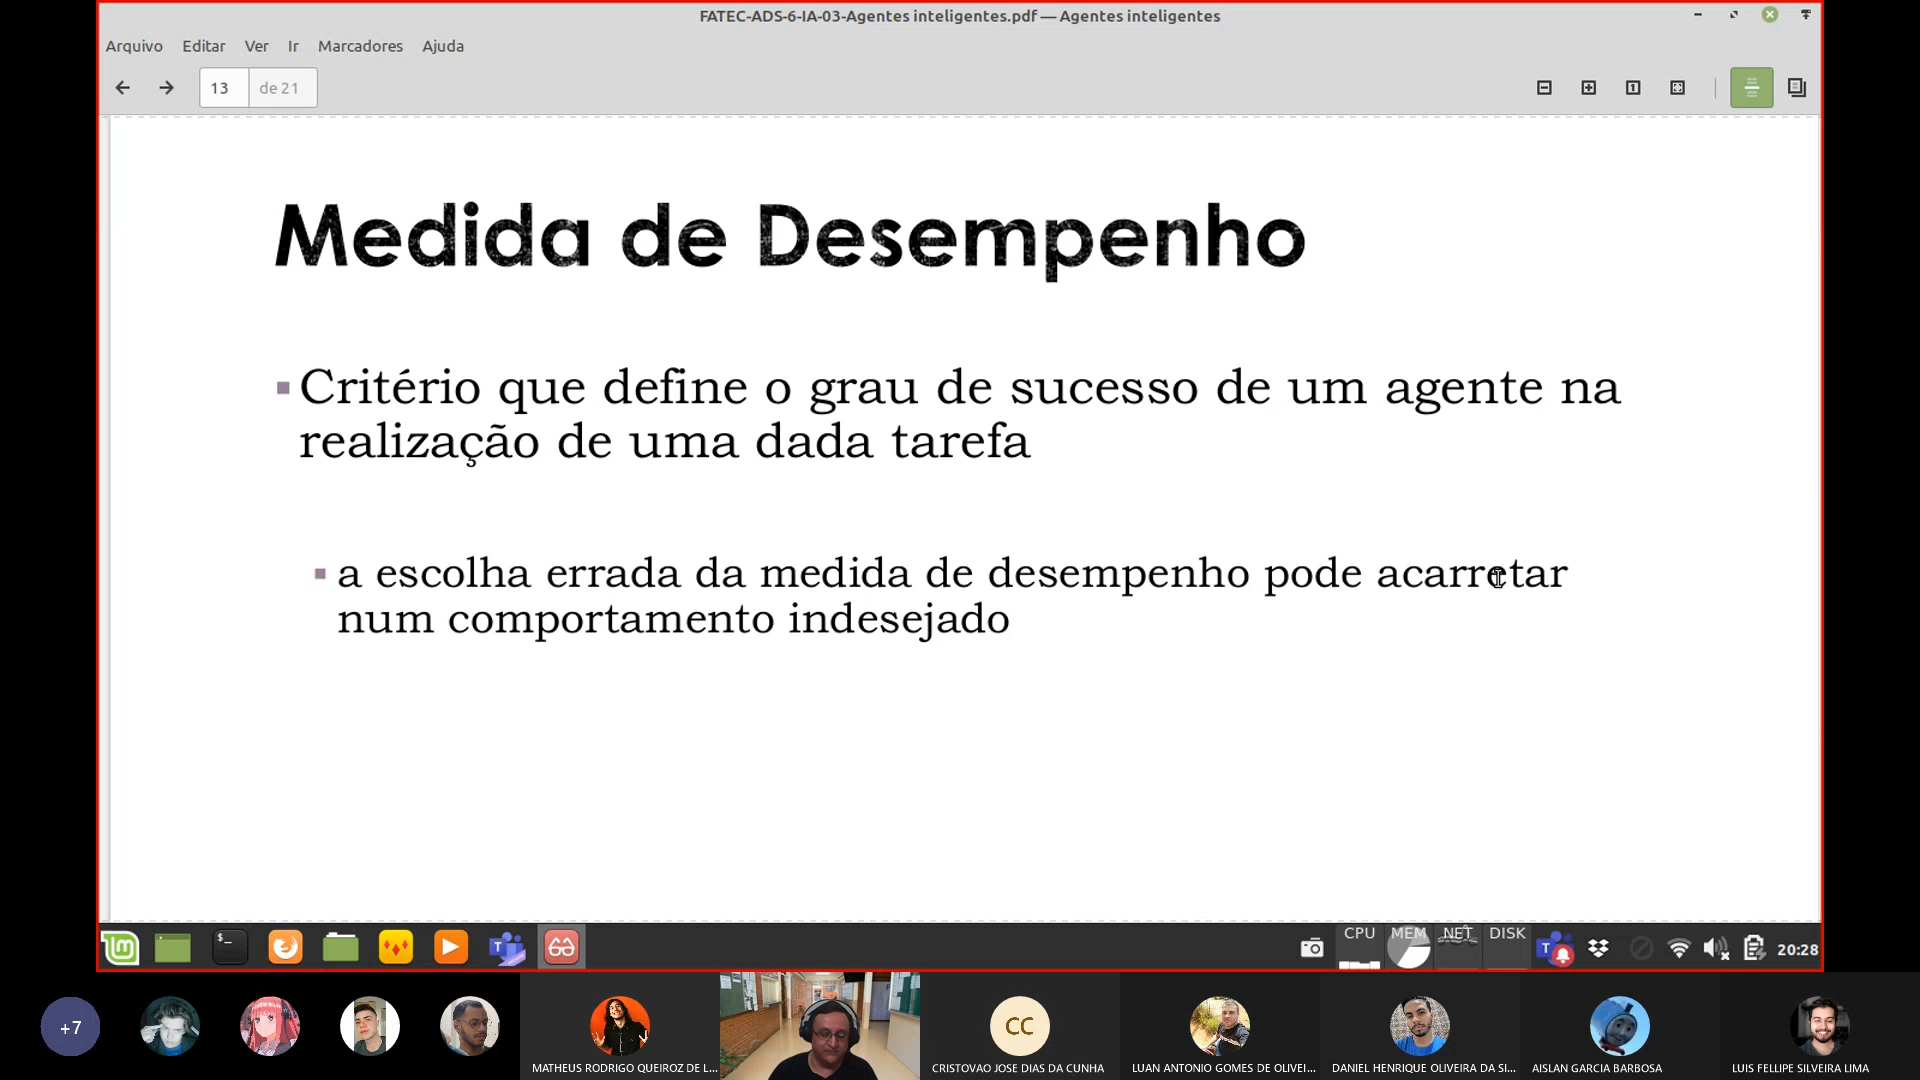 FATEC-ADS-6-IA-03-Agentes inteligentes.pdf — Agentes inteligentes
Arquivo Editar Ver Ir Marcadores Ajuda
13 de 21
Medida de Desempenho
Critério que define o grau de sucesso de um agente na
realização de uma dada tarefa
a escolha errada da medida de desempenho pode acarretar
num comportamento indesejado
CPU MEM NET DISK
20:28
+7
CC
MATHEUS RODRIGO QUEIROZ DE L...
CRISTOVAO JOSE DIAS DA CUNHA
LUAN ANTONIO GOMES DE OLIVEI...
DANIEL HENRIQUE OLIVEIRA DA SI...
AISLAN GARCIA BARBOSA
LUIS FELLIPE SILVEIRA LIMA